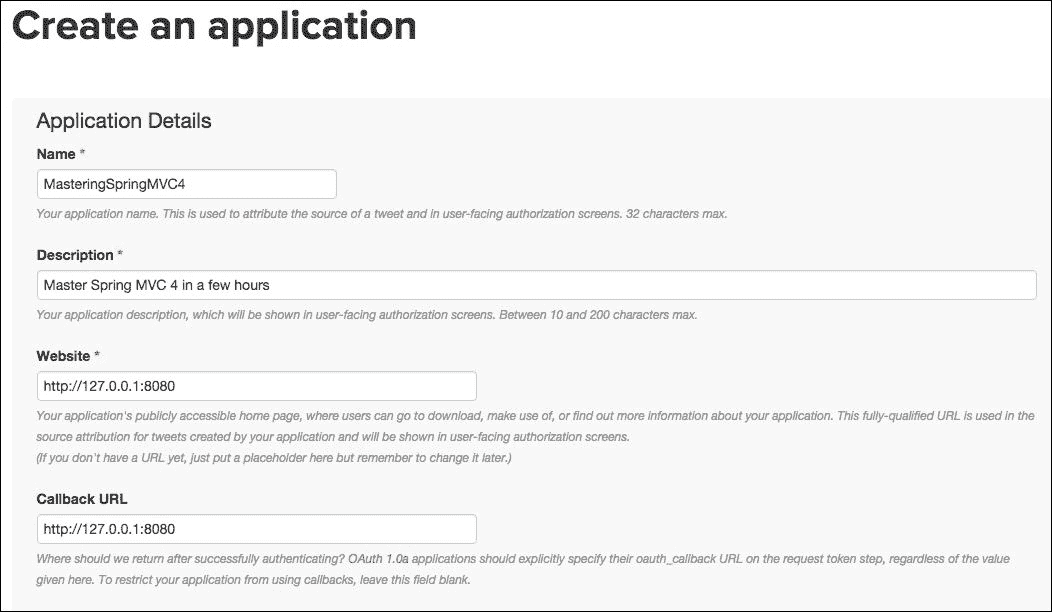 Create an application
Application Details
Name *
MasteringSpringMVC4
Your application name. This is used to attribute the source of a tweet and in user-facing authorization screens. 32 characters max.
Description *
Master Spring MVC 4 in a few hours
Your application description, which will be shown in user-facing authorization screens. Between 10 and 200 characters max.
Website *
http://127.0.0.1:8080
Your application's publicly accessible home page, where users can go to download, make use of, or find out more information about your application. This fully-qualified URL is used in the
source attribution for tweets created by your application and will be shown in user-facing authorization screens.
(If you don't have a URL yet, just put a placeholder here but remember to change it later.)
Callback URL
http://127.0.0.1:8080
Where should we return after successfully authenticating? OAuth 1.0a applications should explicitly specify their oauth_callback URL on the request token step, regardless of the value
given here. To restrict your application from using callbacks, leave this field blank.